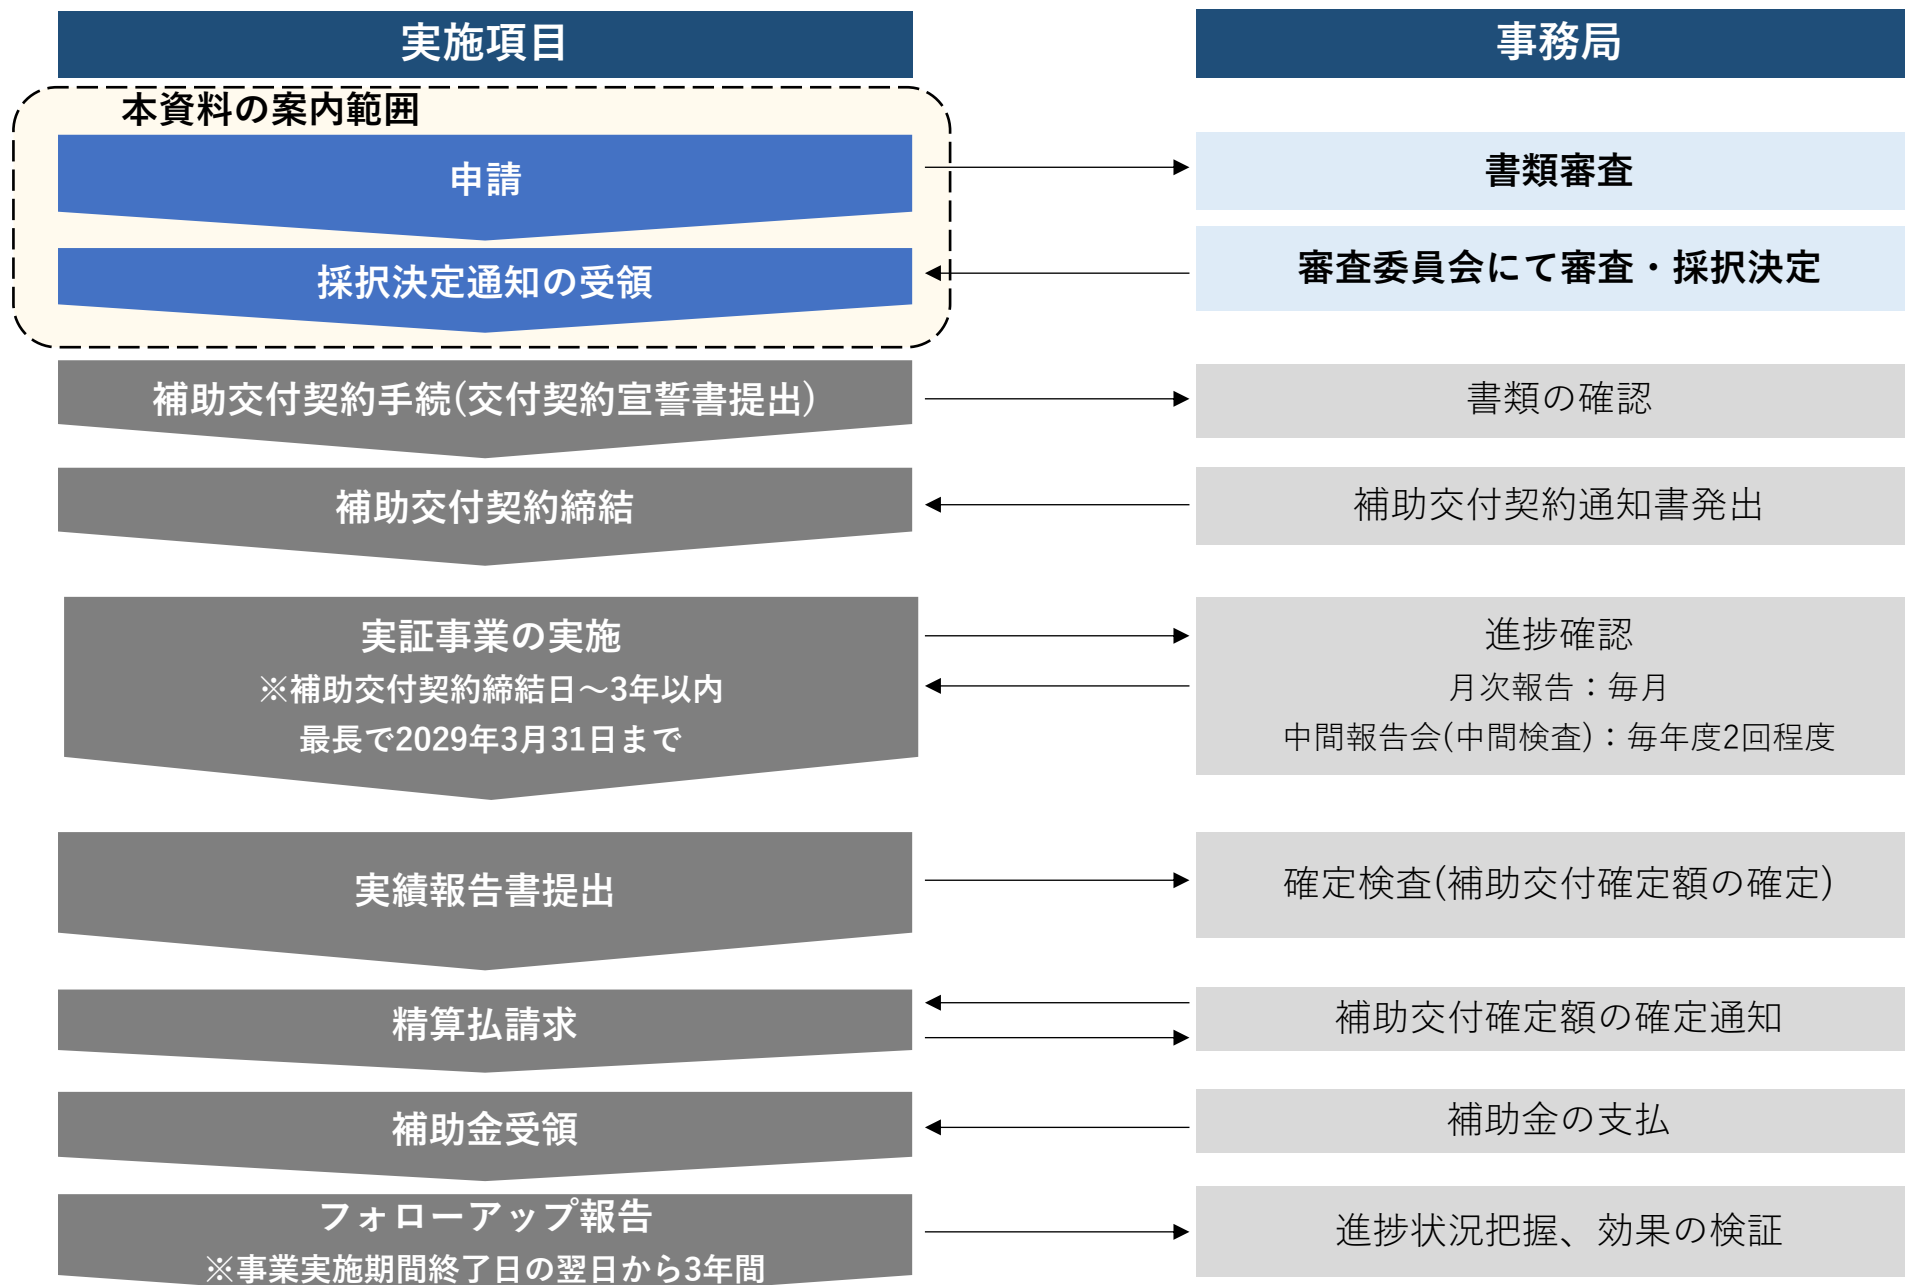 実施項目
事務局
本資料の案内範囲
申請
書類審査
採択決定通知の受領
審査委員会にて審査・採択決定
補助交付契約手続(交付契約宣誓書提出)
書類の確認
補助交付契約締結
補助交付契約通知書発出
実証事業の実施
※補助交付契約締結日～3年以内
最長で2029年3月31日まで
進捗確認
月次報告：毎月
中間報告会(中間検査)：毎年度2回程度
実績報告書提出
確定検査(補助交付確定額の確定)
精算払請求
補助交付確定額の確定通知
補助金受領
補助金の支払
フォローアップ報告
※事業実施期間終了日の翌日から3年間
進捗状況把握、効果の検証